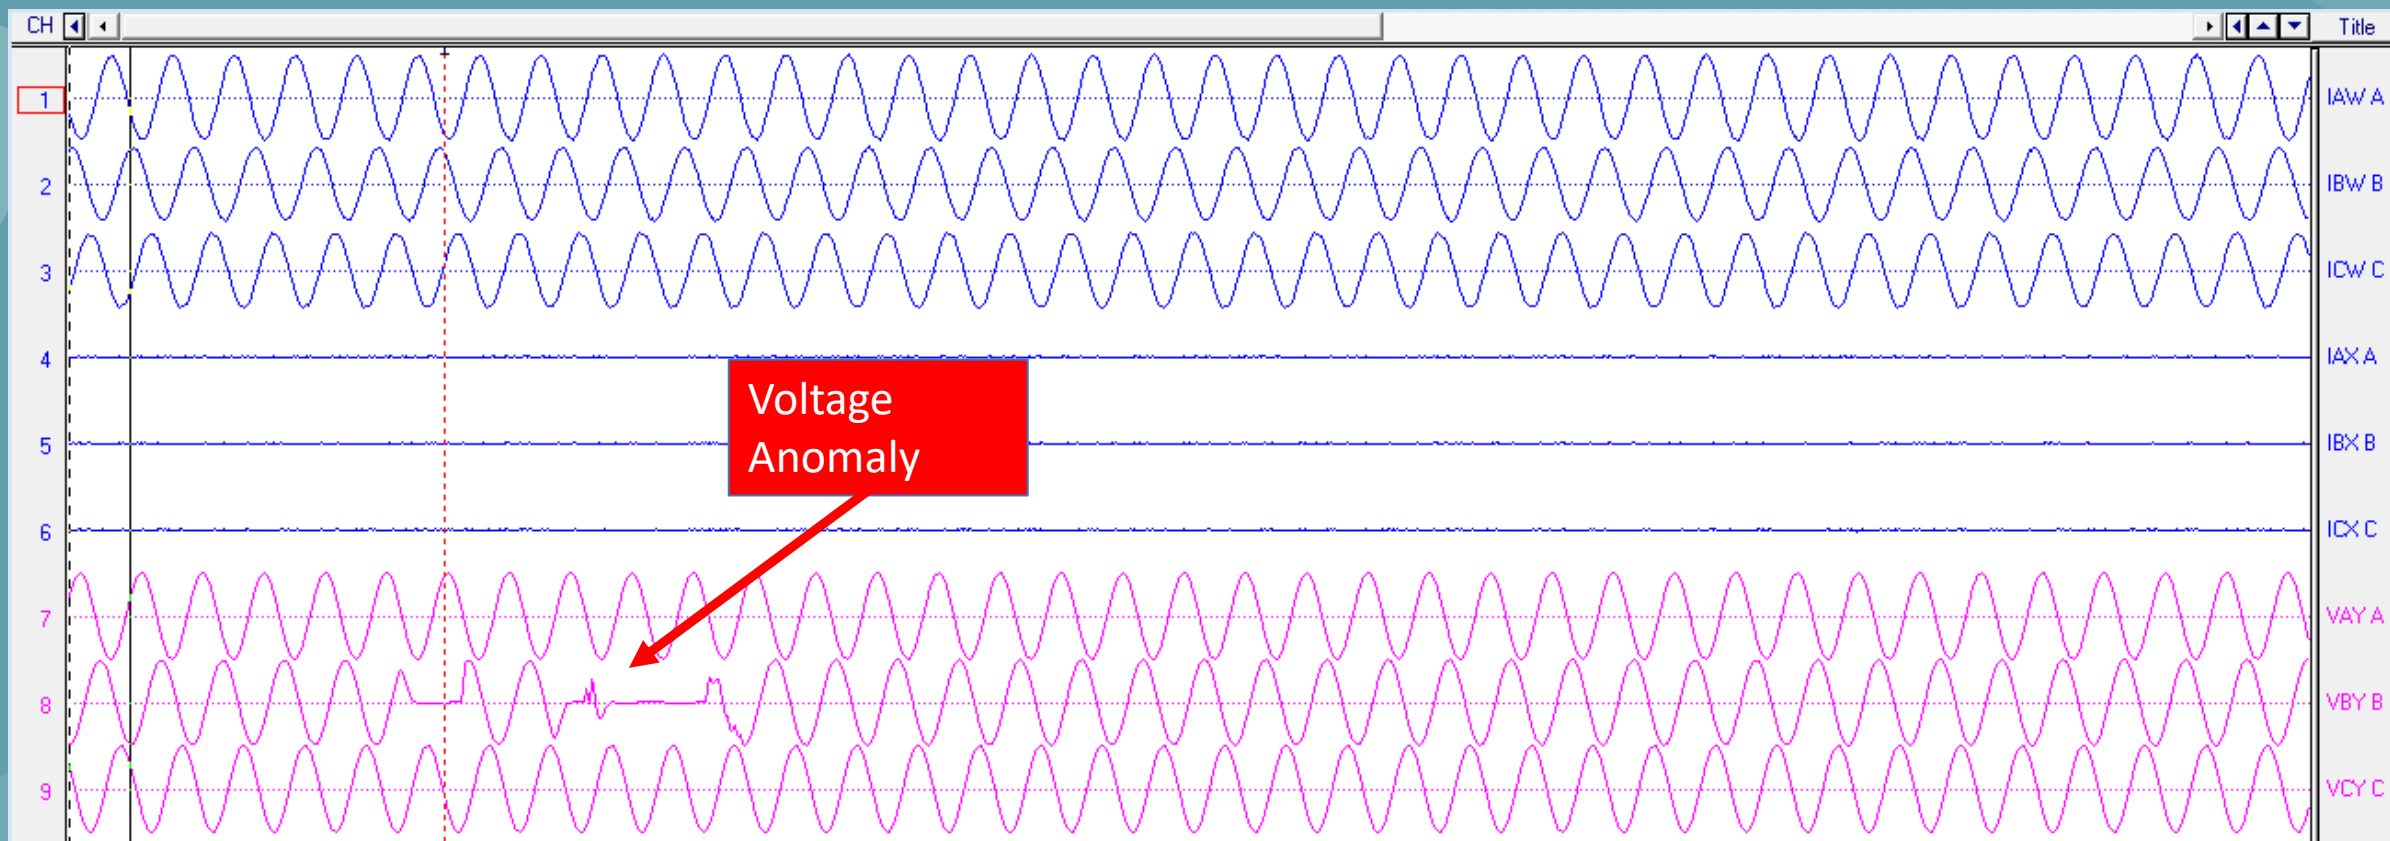 CH Title
1 IAW A
2 IBW B
3 ICW C
4 IAX A
Voltage
Anomaly
5 IBX B
6 ICX C
7 VAY A
8 VBY B
9 VCY C